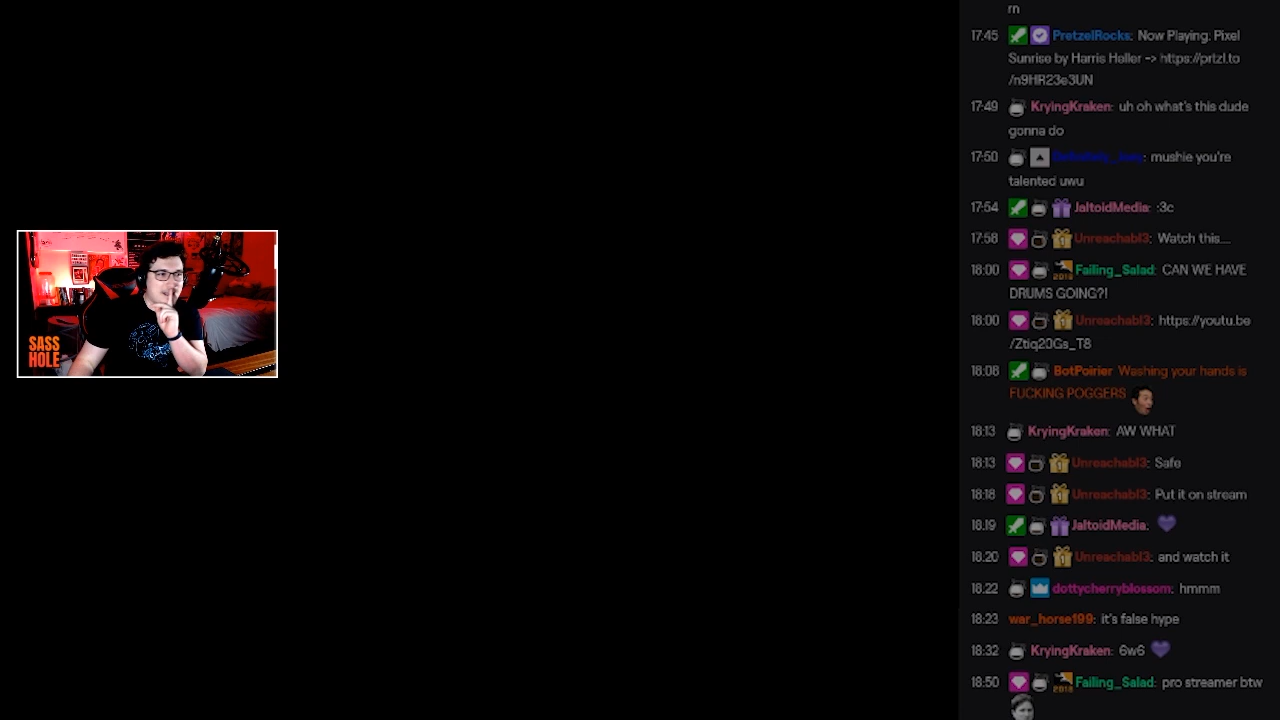 rn
17:45 PretzelRocks: Now Playing: Pixel
Sunrise by Harris Heller -> https://prtzl.to
/n9HR23e3UN
17:49 KryingKraken: uh oh what's this dude
gonna do
17:50 : mushie you're
talented uwu
17:54 JaltoidMedia: :3c
17:58 Unreachabl3: Watch this....
18:00 Failing_Salad: CAN WE HAVE
DRUMS GOING?!
18:00 Unreachabl3: https://youtu.be
/Ztiq20Gs_T8
18:08 BotPoirier Washing your hands is
FUCKING POGGERS
18:13 KryingKraken: AW WHAT
18:13 Unreachabl3: Safe
18:18 Unreachabl3: Put it on stream
18:19 JaltoidMedia:
18:20 Unreachabl3: and watch it
18:22 dottycherryblossom: hmmm
18:23 war_horse199: it's false hype
18:32 KryingKraken: 6w6
18:50 Failing_Salad: pro streamer btw
SASS
HOLE